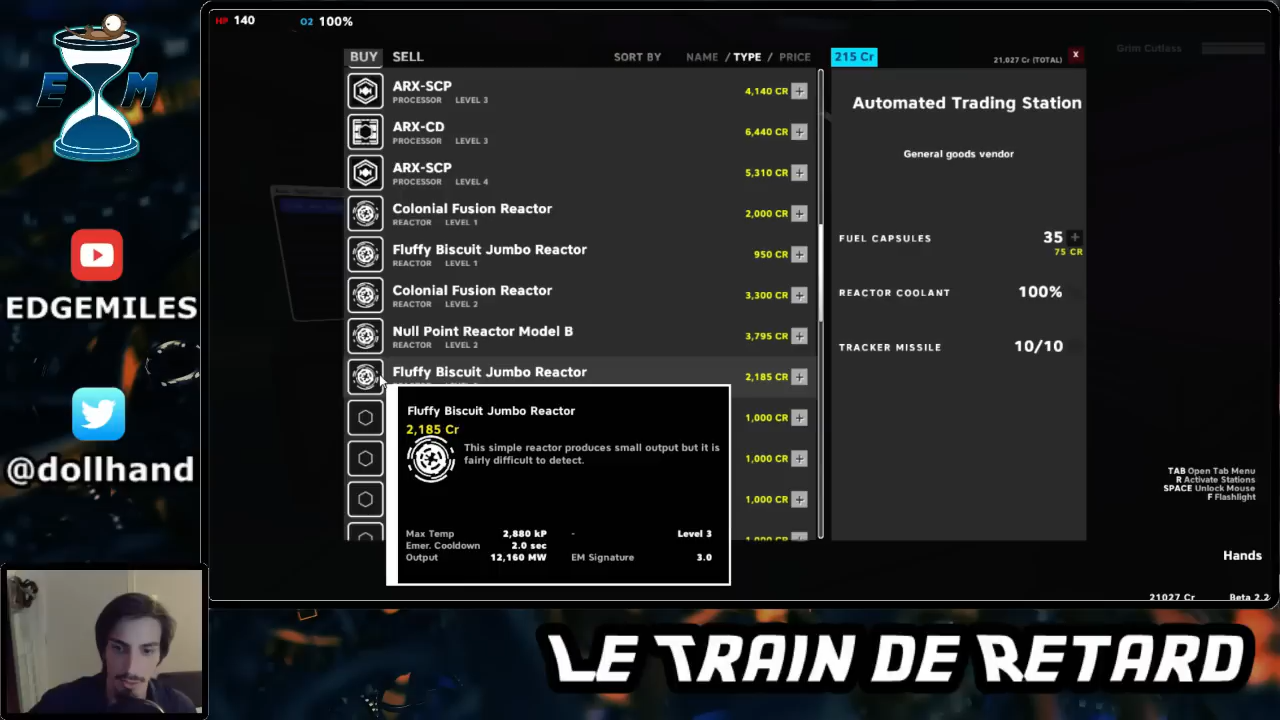 HP 140
O2 100%
E M
EDGEMILES
@dollhand
BUY SELL
SORT BY NAME / TYPE / PRICE
ARX-SCP
PROCESSOR LEVEL 3
4,140 CR +
ARX-CD
PROCESSOR LEVEL 3
6,440 CR +
ARX-SCP
PROCESSOR LEVEL 4
5,310 CR +
Colonial Fusion Reactor
REACTOR LEVEL 1
2,000 CR +
Fluffy Biscuit Jumbo Reactor
REACTOR LEVEL 1
950 CR +
Colonial Fusion Reactor
REACTOR LEVEL 2
3,300 CR +
Null Point Reactor Model B
REACTOR LEVEL 2
3,795 CR +
Fluffy Biscuit Jumbo Reactor
2,185 CR +
1,000 CR +
1,000 CR +
1,000 CR +
1,000 CR +
Fluffy Biscuit Jumbo Reactor
2,185 Cr
This simple reactor produces small output but it is
fairly difficult to detect.
Max Temp 2,880 kP - Level 3
Emer. Cooldown 2.0 sec
Output 12,160 MW EM Signature 3.0
215 Cr
21,027 Cr (TOTAL) x
Automated Trading Station
General goods vendor
FUEL CAPSULES 35 +
75 CR
REACTOR COOLANT 100%
TRACKER MISSILE 10/10
Grim Cutlass
TAB Open Tab Menu
R Activate Stations
SPACE Unlock Mouse
F Flashlight
Hands
21027 Cr Beta 2.2
LE TRAIN DE RETARD